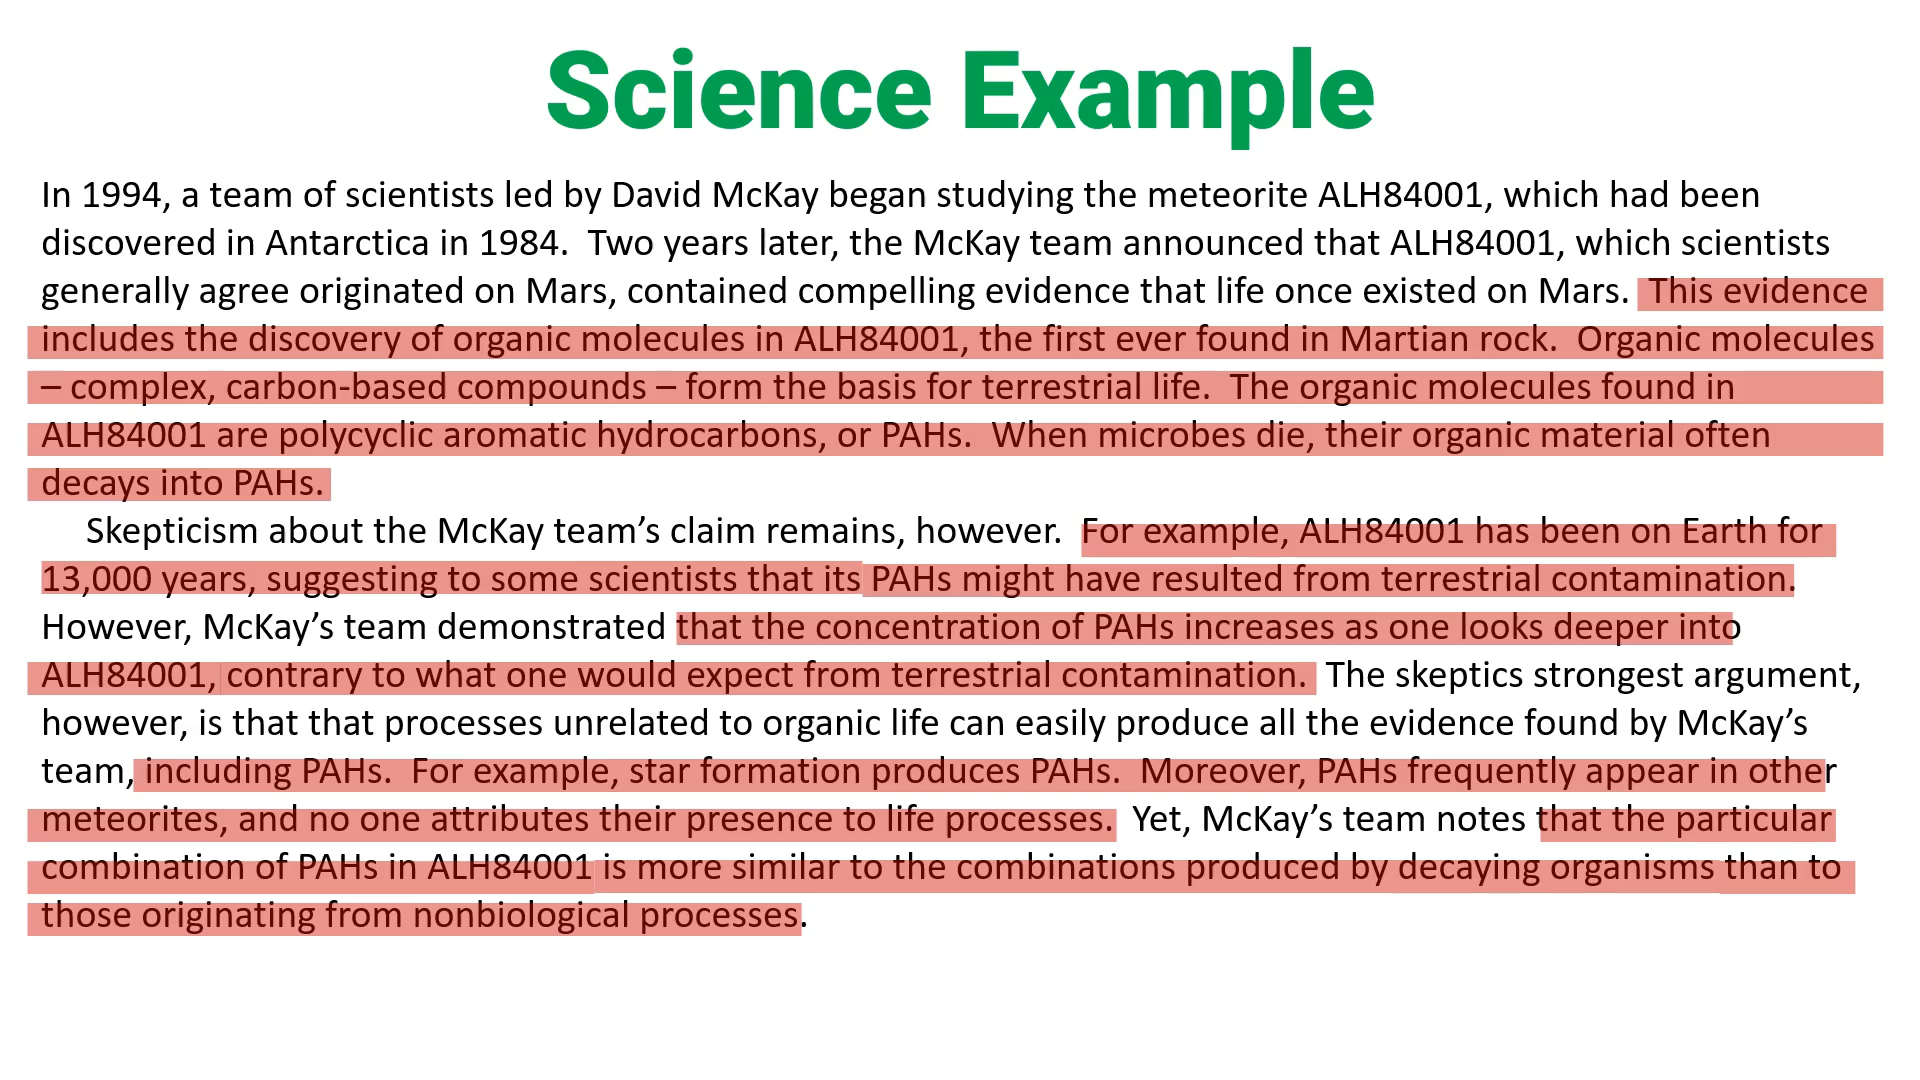 Science Example
In 1994, a team of scientists led by David McKay began studying the meteorite ALH84001, which had been
discovered in Antarctica in 1984.  Two years later, the McKay team announced that ALH84001, which scientists
generally agree originated on Mars, contained compelling evidence that life once existed on Mars.  This evidence
includes the discovery of organic molecules in ALH84001, the first ever found in Martian rock.  Organic molecules
– complex, carbon-based compounds – form the basis for terrestrial life.  The organic molecules found in
ALH84001 are polycyclic aromatic hydrocarbons, or PAHs.  When microbes die, their organic material often
decays into PAHs.
Skepticism about the McKay team’s claim remains, however.  For example, ALH84001 has been on Earth for
13,000 years, suggesting to some scientists that its PAHs might have resulted from terrestrial contamination.
However, McKay’s team demonstrated that the concentration of PAHs increases as one looks deeper into
ALH84001, contrary to what one would expect from terrestrial contamination.  The skeptics strongest argument,
however, is that that processes unrelated to organic life can easily produce all the evidence found by McKay’s
team, including PAHs.  For example, star formation produces PAHs.  Moreover, PAHs frequently appear in other
meteorites, and no one attributes their presence to life processes.  Yet, McKay’s team notes that the particular
combination of PAHs in ALH84001 is more similar to the combinations produced by decaying organisms than to
those originating from nonbiological processes.